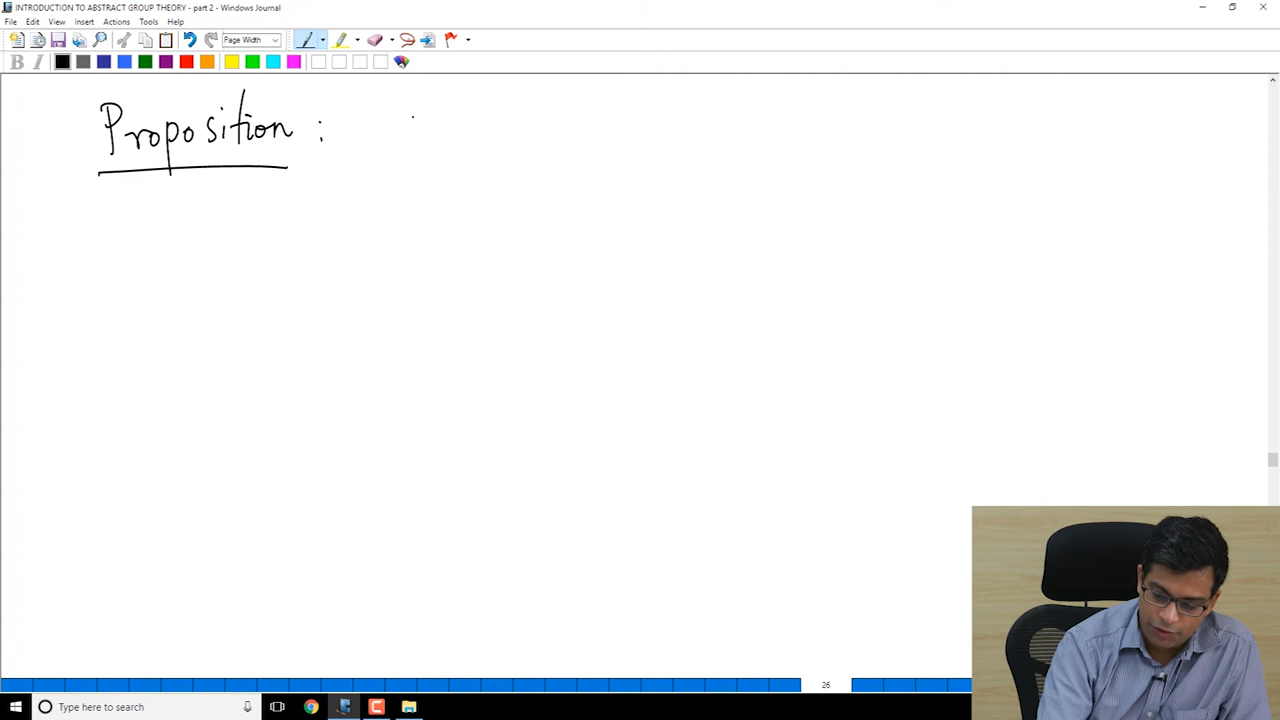 INTRODUCTION TO ABSTRACT GROUP THEORY - part 2 - Windows Journal
File Edit View Insert Actions Tools Help
Page Width
B I
Proposition :
26
Type here to search